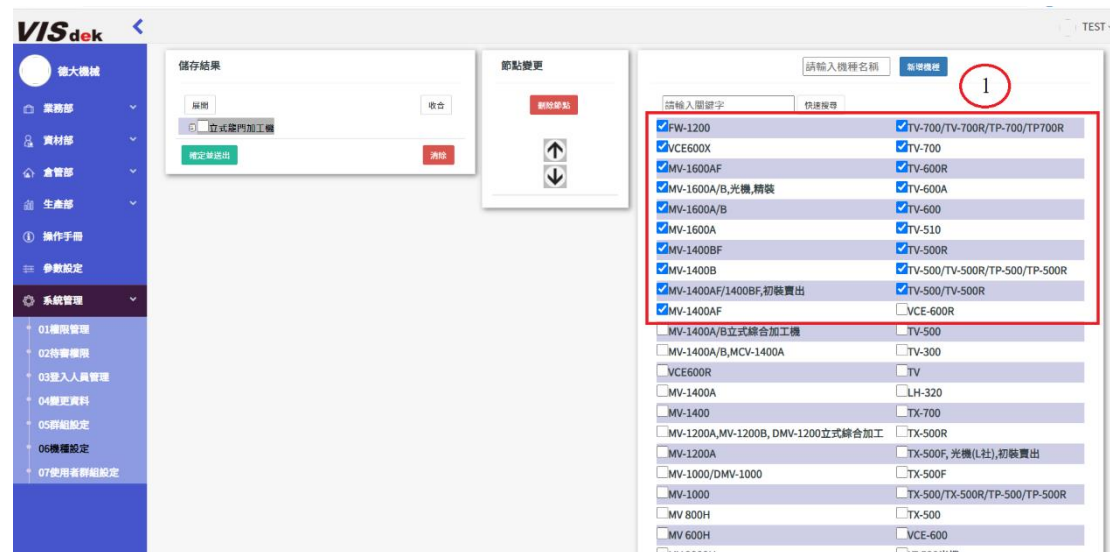 VISdek
TEST
德大機械
業務部
資材部
倉管部
生產部
操作手冊
參數設定
系統管理
01權限管理
02待審權限
03登入人員管理
04變更資料
05群組設定
06機種設定
07使用者群組設定
儲存結果
展開 收合
立式龍門加工機
確定並送出 清除
節點變更
刪除節點
請輸入機種名稱 新增機種
1
請輸入關鍵字 快速搜尋
FW-1200 TV-700/TV-700R/TP-700/TP700R
VCE600X TV-700
MV-1600AF TV-600R
MV-1600A/B,光機,精裝 TV-600A
MV-1600A/B TV-600
MV-1600A TV-510
MV-1400BF TV-500R
MV-1400B TV-500/TV-500R/TP-500/TP-500R
MV-1400AF/1400BF,初裝賣出 TV-500/TV-500R
MV-1400AF VCE-600R
MV-1400A/B立式綜合加工機 TV-500
MV-1400A/B,MCV-1400A TV-300
VCE600R TV
MV-1400A LH-320
MV-1400 TX-700
MV-1200A,MV-1200B, DMV-1200立式綜合加工 TX-500R
MV-1200A TX-500F, 光機(L社),初裝賣出
MV-1000/DMV-1000 TX-500F
MV-1000 TX-500/TX-500R/TP-500/TP-500R
MV 800H TX-500
MV 600H VCE-600